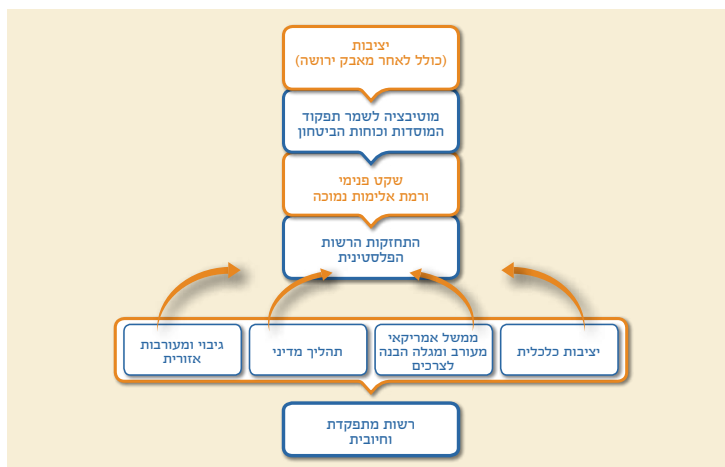 יציבות
(כולל לאחר מאבק ירושה)
מוטיבציה לשמר תפקוד
המוסדות וכוחות הביטחון
שקט פנימי
ורמת אלימות נמוכה
התחזקות הרשות
הפלסטינית
יציבות כלכלית
ממשל אמריקאי
מעורב ומגלה הבנה
לצרכים
תהליך מדיני
גיבוי ומעורבות
אזורית
רשות מתפקדת
וחיובית